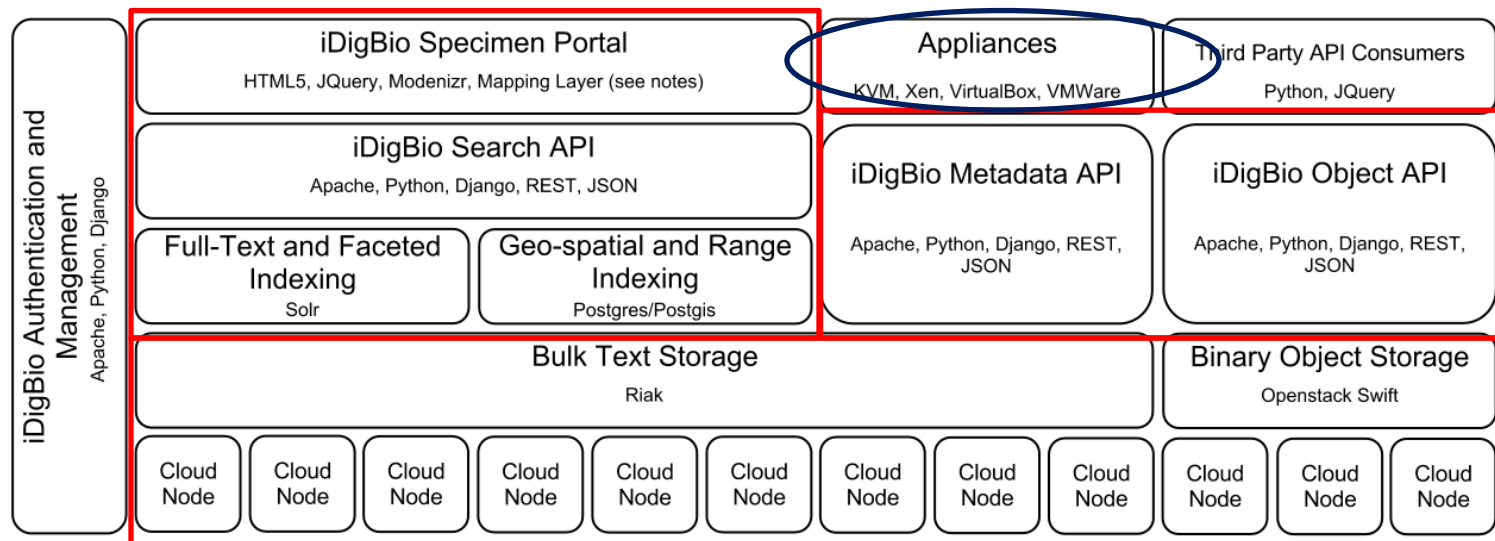 iDigBio Authentication and
Management
Apache, Python, Django
iDigBio Specimen Portal
HTML5, JQuery, Modenizr, Mapping Layer (see notes)
Appliances
KVM, Xen, VirtualBox, VMWare
Third Party API Consumers
Python, JQuery
iDigBio Search API
Apache, Python, Django, REST, JSON
iDigBio Metadata API
Apache, Python, Django, REST,
JSON
iDigBio Object API
Apache, Python, Django, REST,
JSON
Full-Text and Faceted
Indexing
Solr
Geo-spatial and Range
Indexing
Postgres/Postgis
Bulk Text Storage
Riak
Binary Object Storage
Openstack Swift
Cloud
Node
Cloud
Node
Cloud
Node
Cloud
Node
Cloud
Node
Cloud
Node
Cloud
Node
Cloud
Node
Cloud
Node
Cloud
Node
Cloud
Node
Cloud
Node